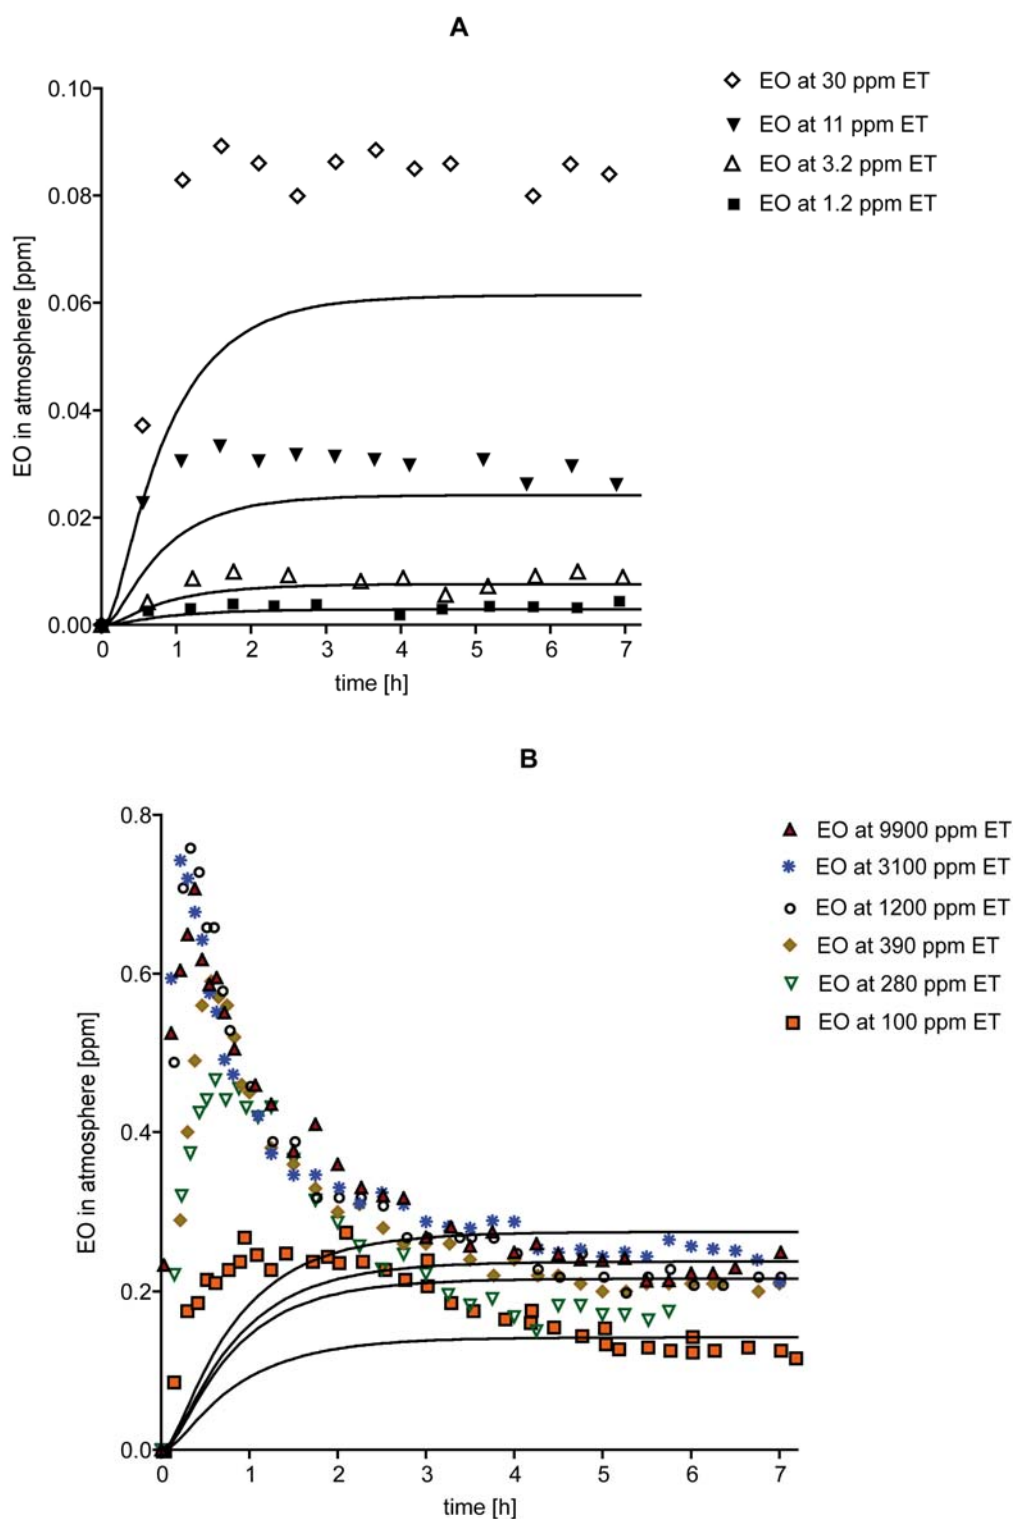 A
EO at 30 ppm ET
EO at 11 ppm ET
EO at 3.2 ppm ET
EO at 1.2 ppm ET
EO in atmosphere [ppm]
0.10
0.08
0.06
0.04
0.02
0.00
0 1 2 3 4 5 6 7
time [h]
B
EO at 9900 ppm ET
EO at 3100 ppm ET
EO at 1200 ppm ET
EO at 390 ppm ET
EO at 280 ppm ET
EO at 100 ppm ET
EO in atmosphere [ppm]
0.8
0.6
0.4
0.2
0.0
0 1 2 3 4 5 6 7
time [h]